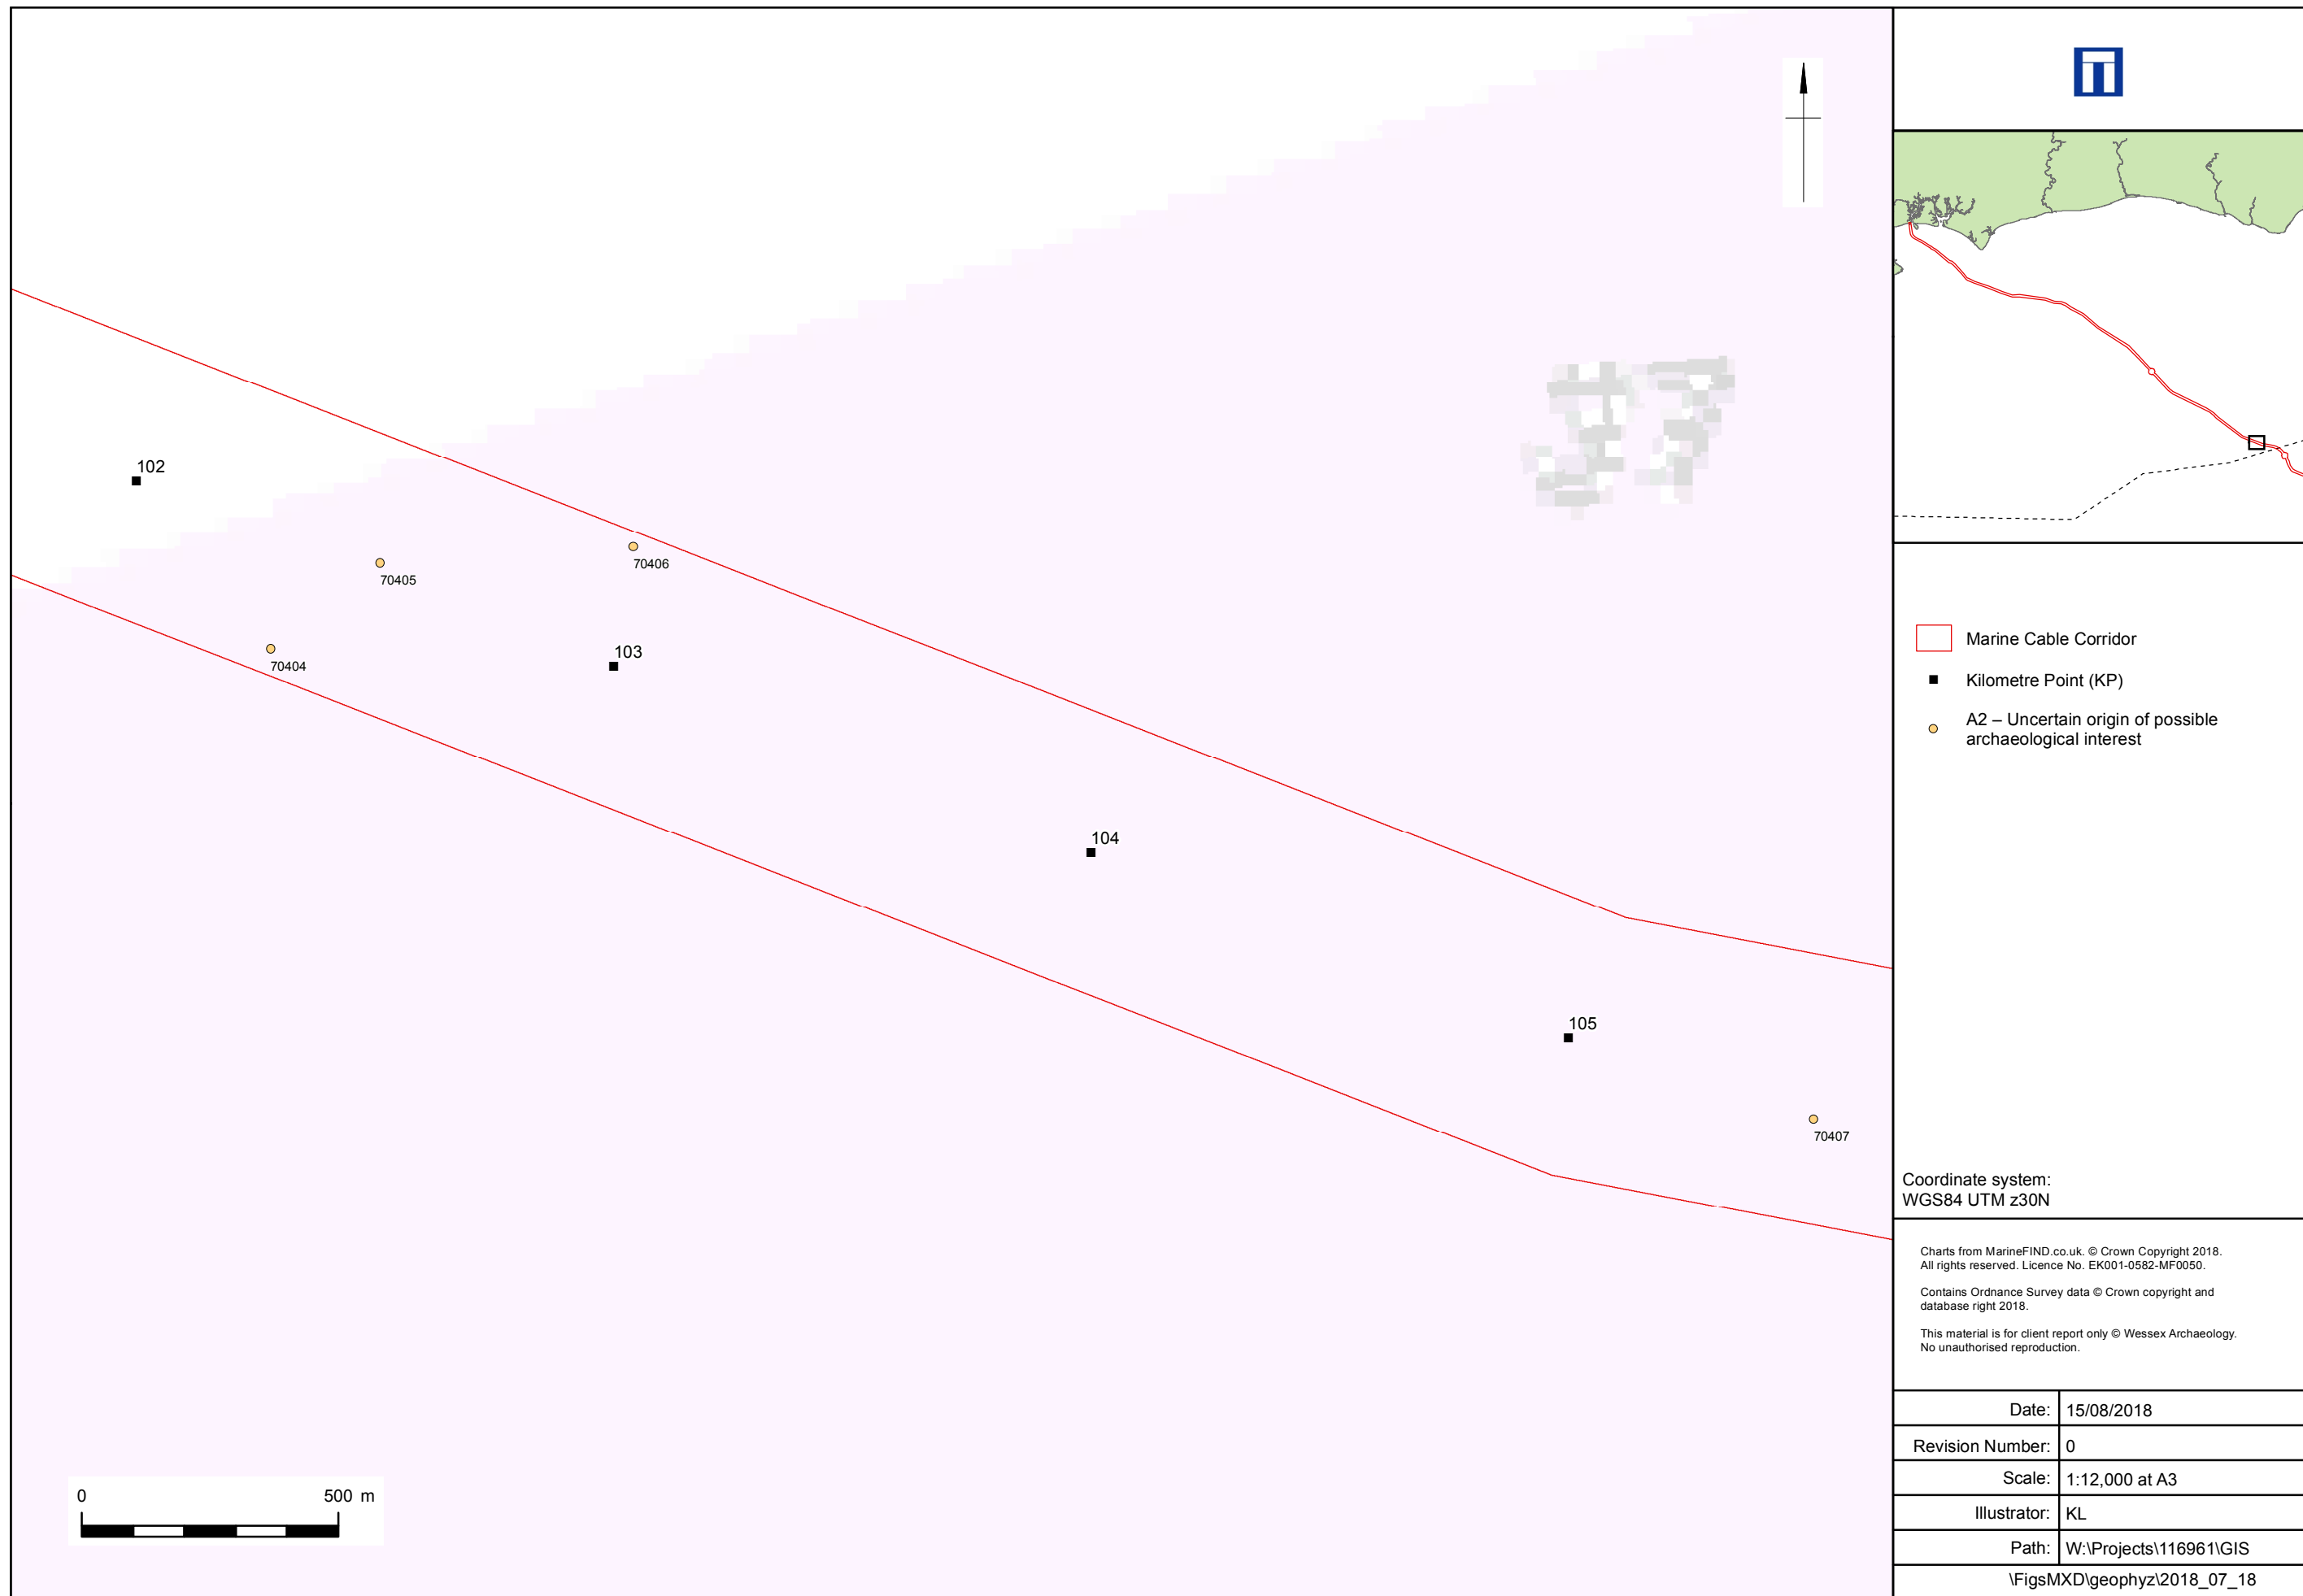 102
70405
70406
70404
103
104
105
70407
0 500 m
57
Marine Cable Corridor
Kilometre Point (KP)
A2 – Uncertain origin of possible
archaeological interest
Coordinate system:
WGS84 UTM z30N
Charts from MarineFIND.co.uk. © Crown Copyright 2018.
All rights reserved. Licence No. EK001-0582-MF0050.
Contains Ordnance Survey data © Crown copyright and
database right 2018.
This material is for client report only © Wessex Archaeology.
No unauthorised reproduction.
Date: 15/08/2018
Revision Number: 0
Scale: 1:12,000 at A3
Illustrator: KL
Path: W:\Projects\116961\GIS
\FigsMXD\geophyz\2018_07_18